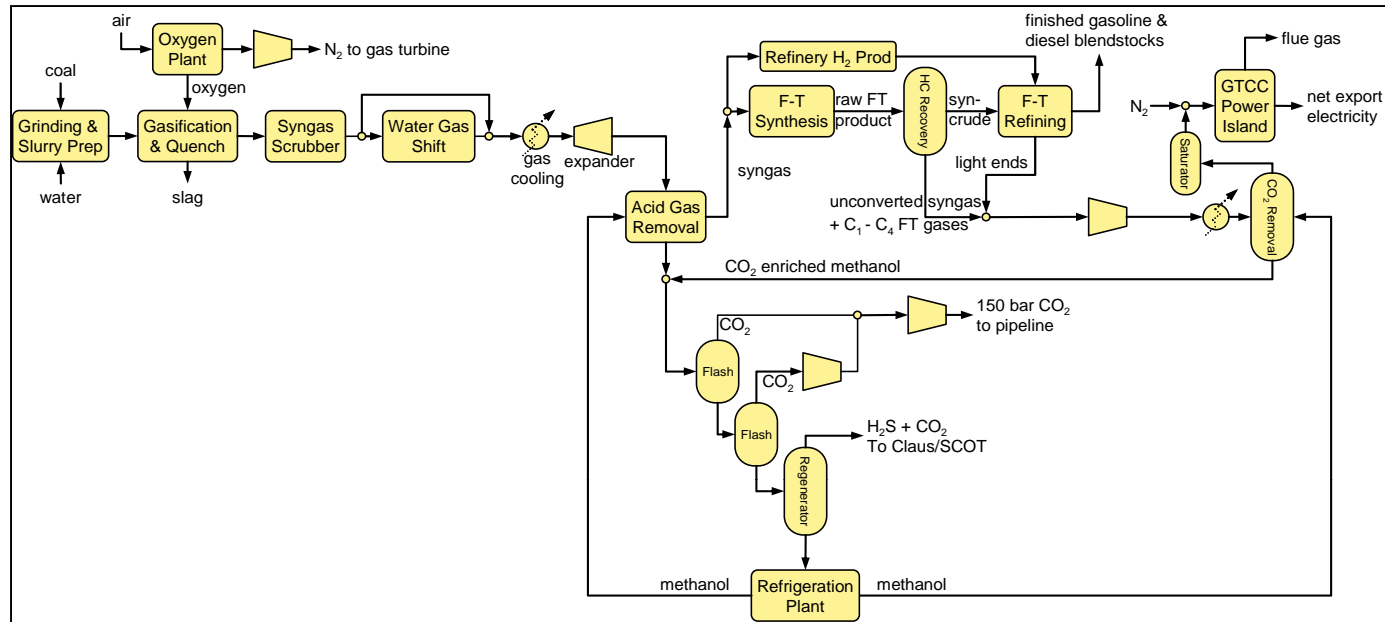 air
Oxygen
Plant
N₂ to gas turbine
coal
oxygen
Grinding &
Slurry Prep
Gasification
& Quench
Syngas
Scrubber
Water Gas
Shift
gas
cooling
expander
water
slag
Acid Gas
Removal
syngas
Refinery H₂ Prod
F-T
Synthesis
raw FT
product
HC Recovery
syn-
crude
F-T
Refining
finished gasoline &
diesel blendstocks
light ends
unconverted syngas
+ C₁ - C₄ FT gases
N₂
Saturator
CO₂ Removal
GTCC
Power
Island
flue gas
net export
electricity
CO₂ enriched methanol
CO₂
Flash
CO₂
Flash
150 bar CO₂
to pipeline
H₂S + CO₂
To Claus/SCOT
Regenerator
methanol
Refrigeration
Plant
methanol